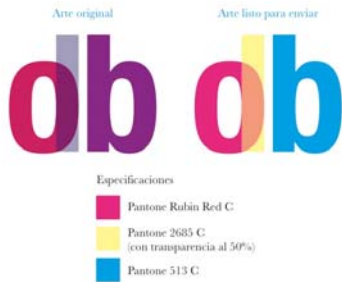 Arte original
Arte listo para enviar
db
db
Especificaciones
Pantone Rubin Red C
Pantone 2685 C
(con transparencia al 50%)
Pantone 513 C